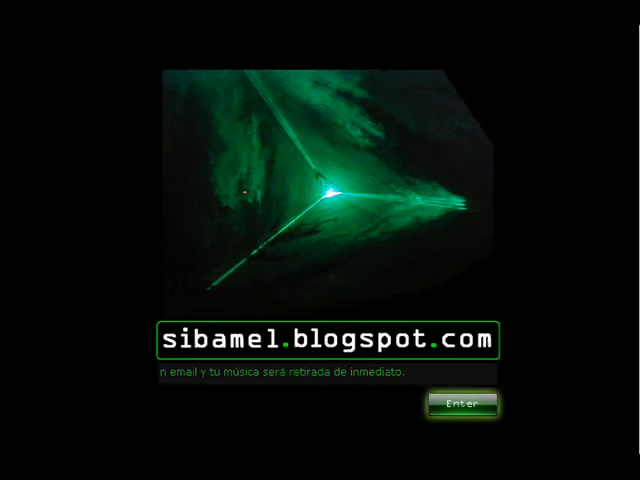 sibamel.blogspot.com
n email y tu música será retirada de inmediato.
Enter